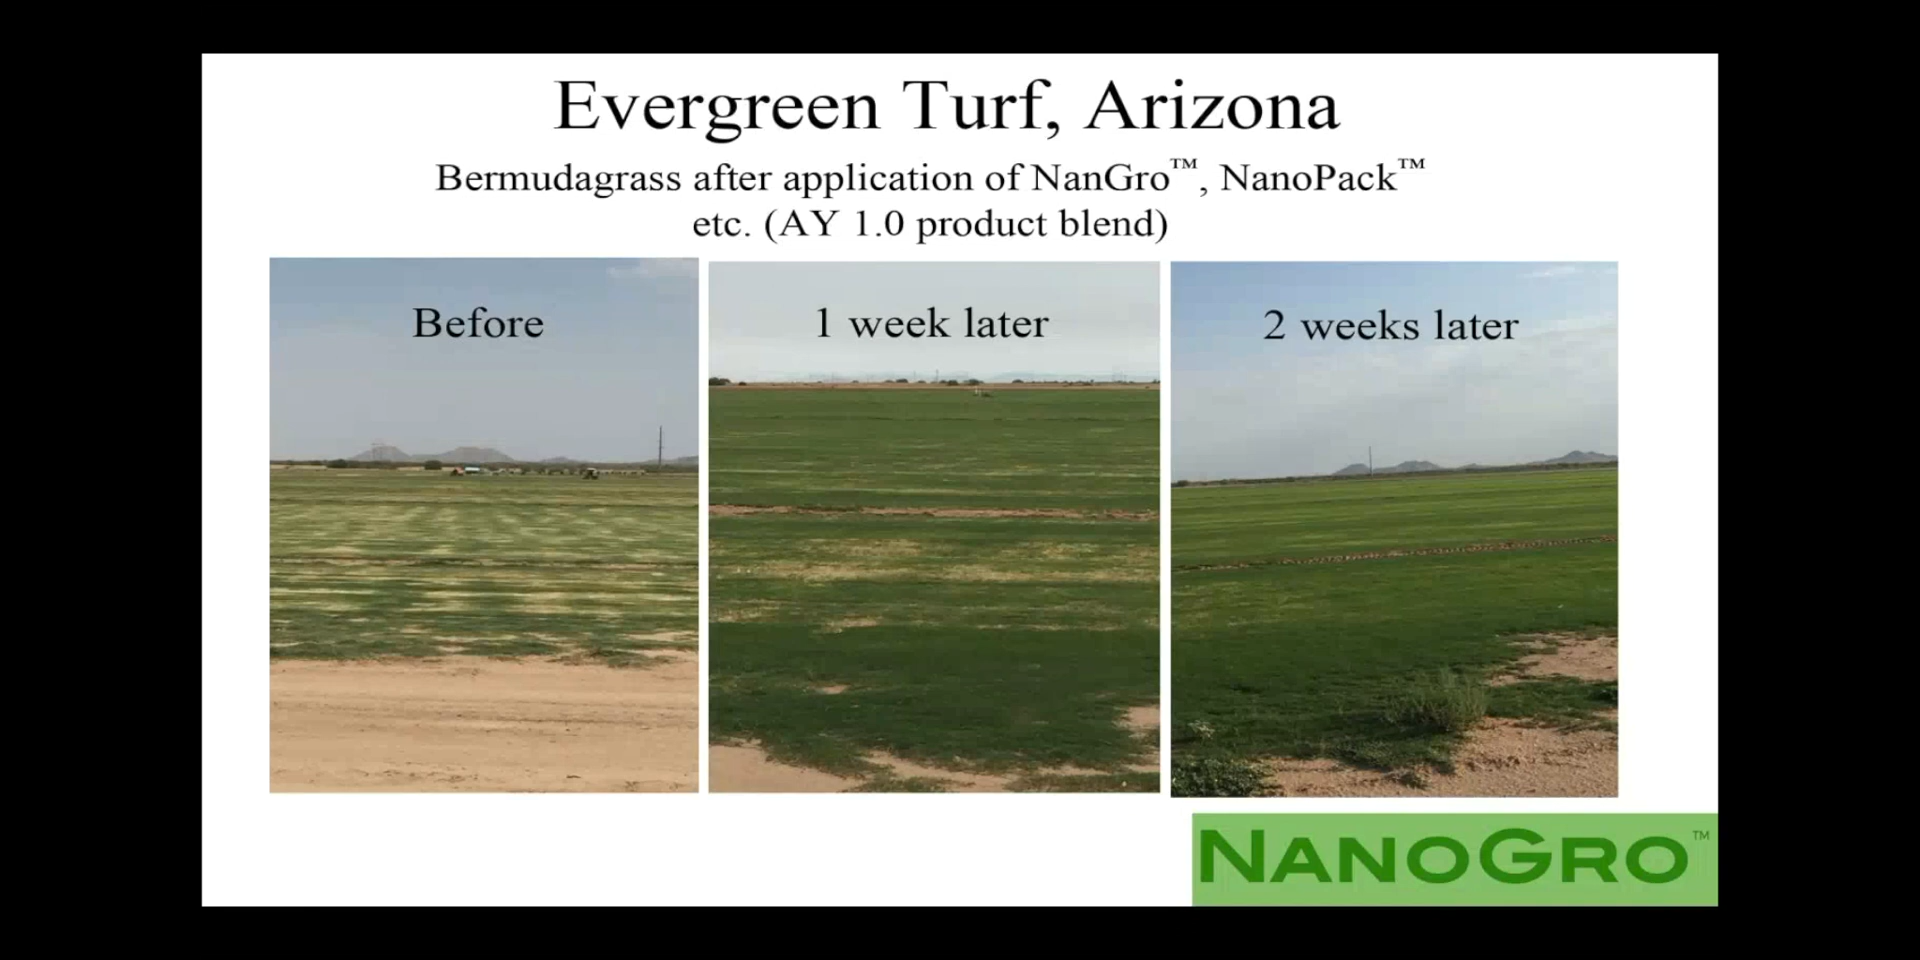 Evergreen Turf, Arizona
Bermudagrass after application of NanGro™, NanoPack™
etc. (AY 1.0 product blend)
Before
1 week later
2 weeks later
NANOGRO™